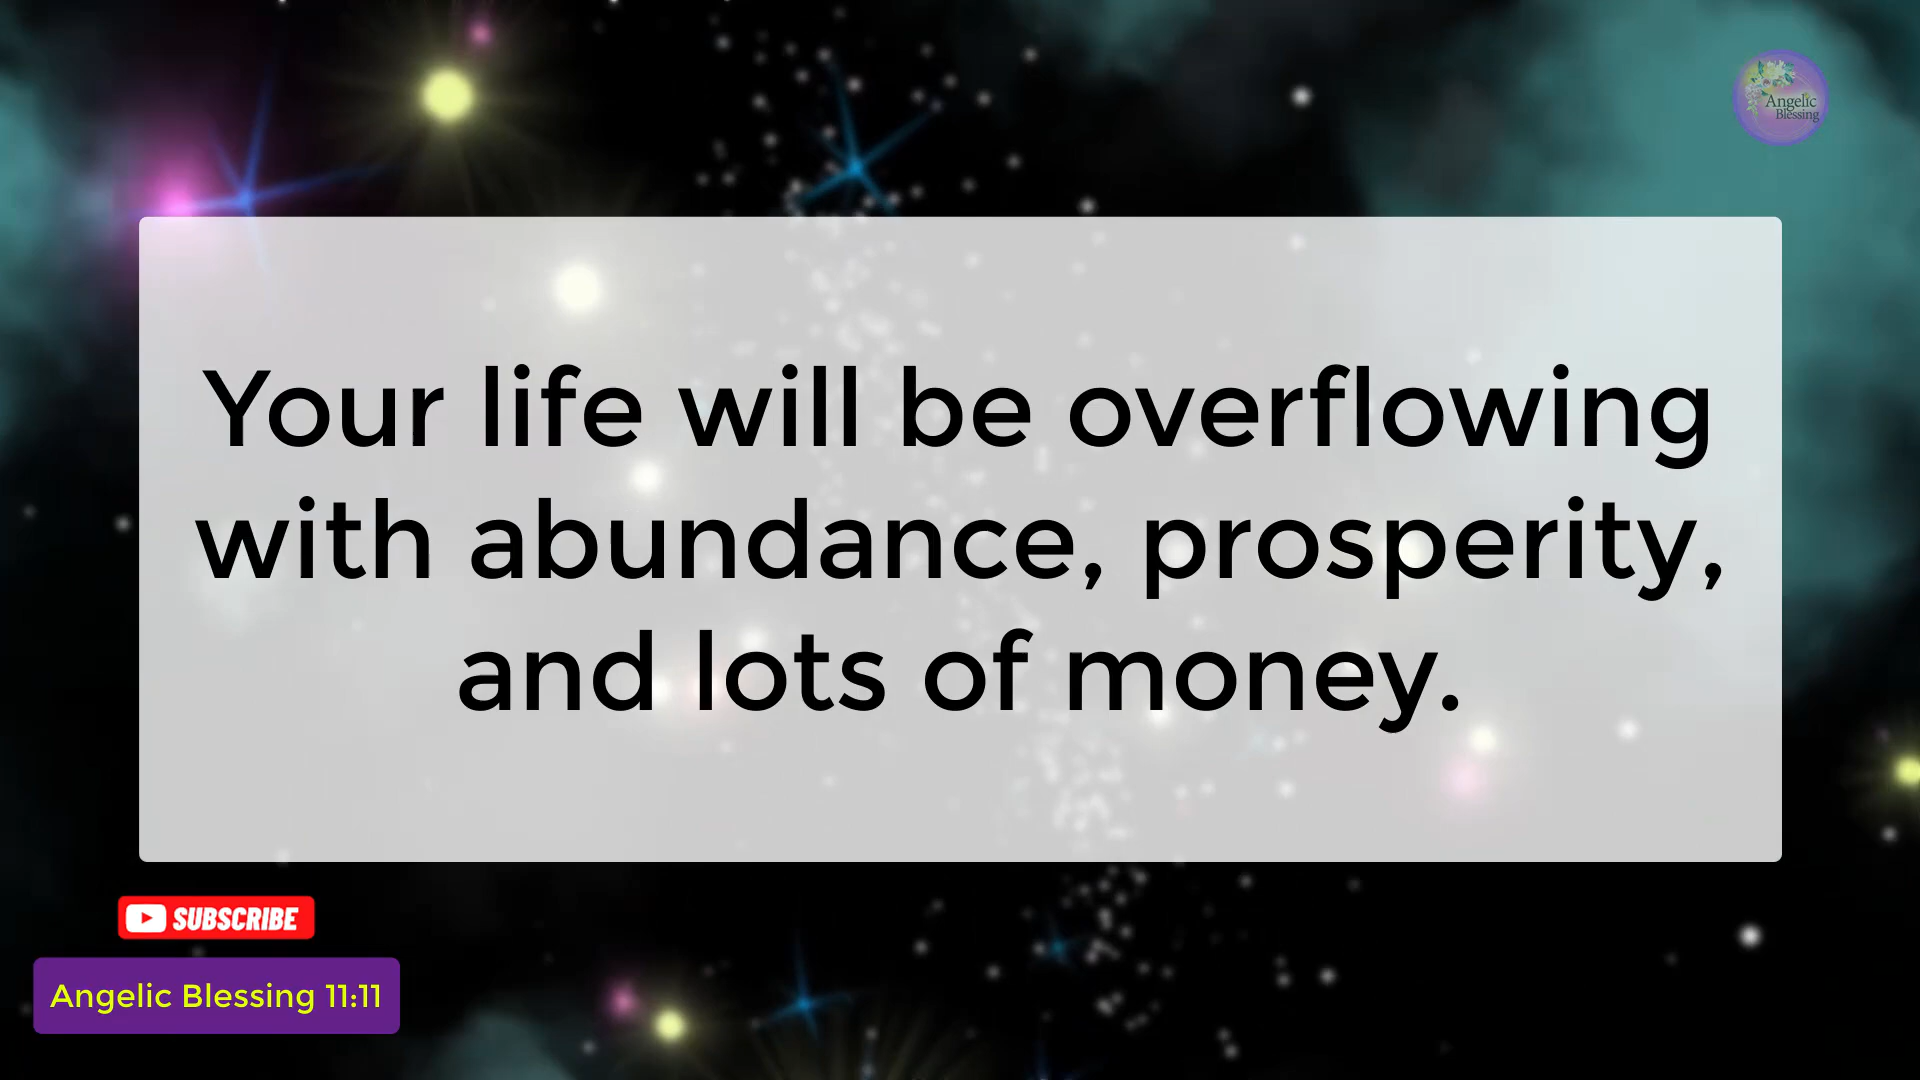 Angelic
Blessing
Your life will be overflowing
with abundance, prosperity,
and lots of money.
SUBSCRIBE
Angelic Blessing 11:11